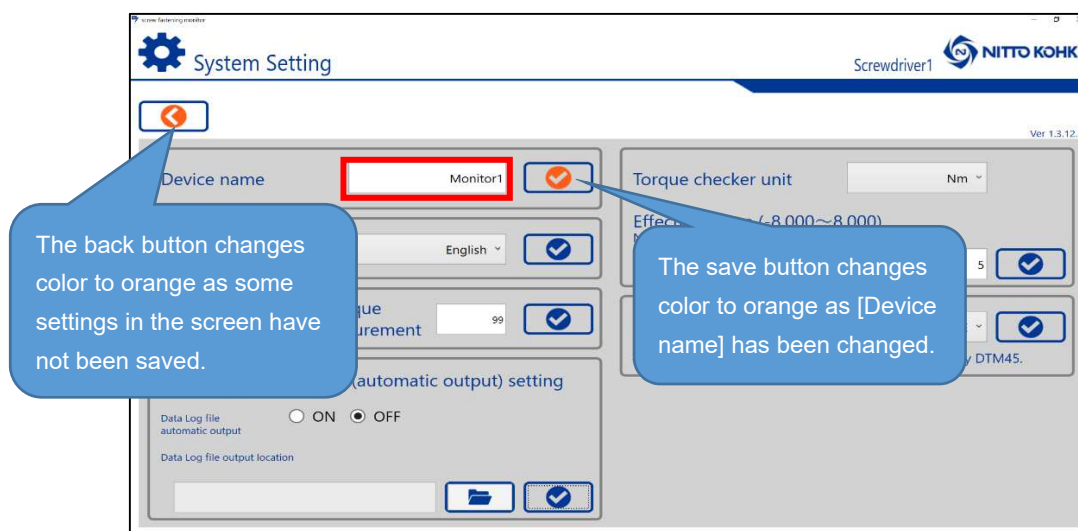 screw fastening monitor
System Setting
Screwdriver1
NITTO KOHK
Ver 1.3.12.
Device name
Monitor1
Torque checker unit
Nm
(-8.000～8.000)
The back button changes
color to orange as some
settings in the screen have
not been saved.
English
The save button changes
color to orange as [Device
name] has been changed.
5
99
DTM45.
(automatic output) setting
Data Log file
automatic output
ON
OFF
Data Log file output location